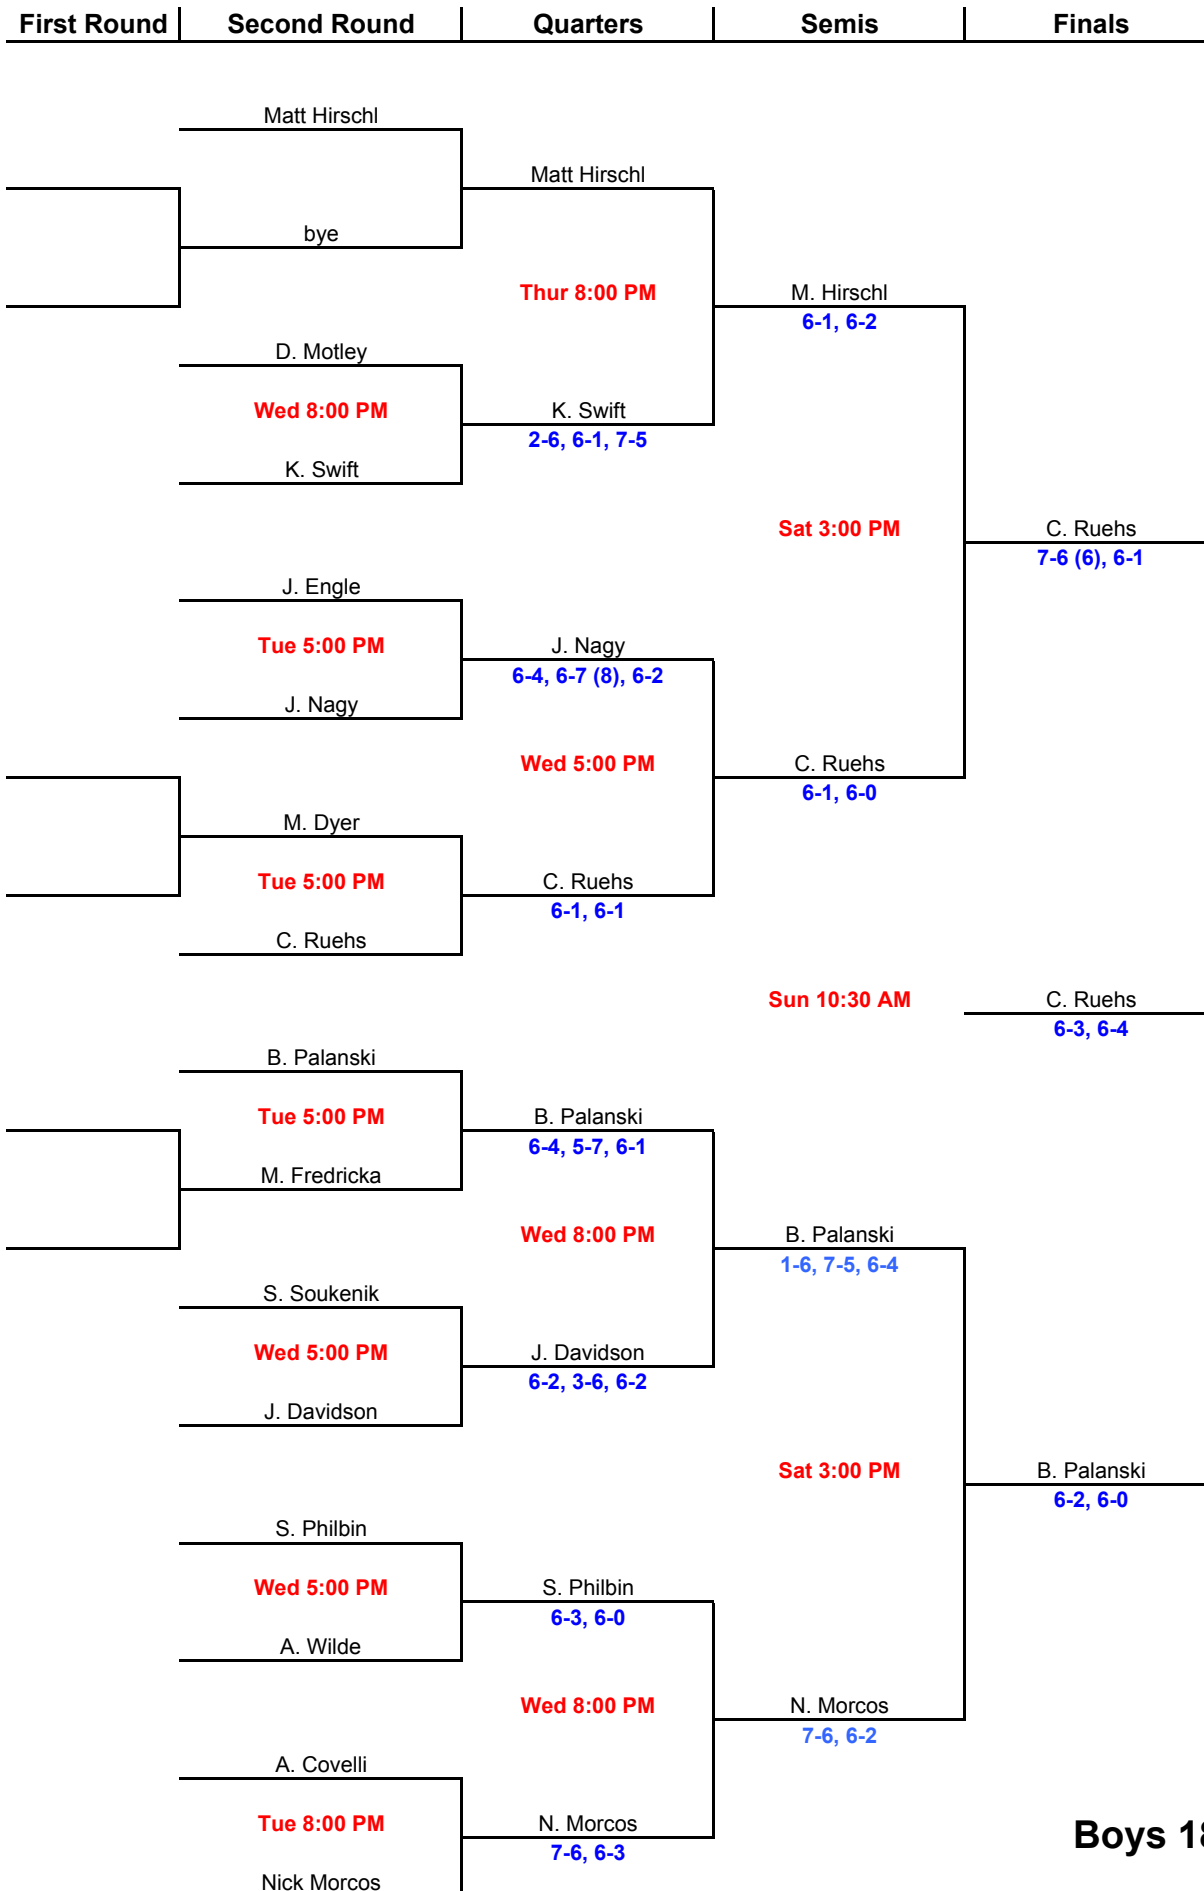 First Round Second Round Quarters Semis Finals
Matt Hirschl
Matt Hirschl
bye
Thur 8:00 PM M. Hirschl
6-1, 6-2
D. Motley
Wed 8:00 PM K. Swift
2-6, 6-1, 7-5
K. Swift
Sat 3:00 PM C. Ruehs
7-6 (6), 6-1
J. Engle
Tue 5:00 PM J. Nagy
6-4, 6-7 (8), 6-2
J. Nagy
Wed 5:00 PM C. Ruehs
6-1, 6-0
M. Dyer
Tue 5:00 PM C. Ruehs
6-1, 6-1
C. Ruehs
Sun 10:30 AM C. Ruehs
6-3, 6-4
B. Palanski
Tue 5:00 PM B. Palanski
6-4, 5-7, 6-1
M. Fredricka
Wed 8:00 PM B. Palanski
1-6, 7-5, 6-4
S. Soukenik
Wed 5:00 PM J. Davidson
6-2, 3-6, 6-2
J. Davidson
Sat 3:00 PM B. Palanski
6-2, 6-0
S. Philbin
Wed 5:00 PM S. Philbin
6-3, 6-0
A. Wilde
Wed 8:00 PM N. Morcos
7-6, 6-2
A. Covelli
Tue 8:00 PM N. Morcos
7-6, 6-3
Boys 18
Nick Morcos